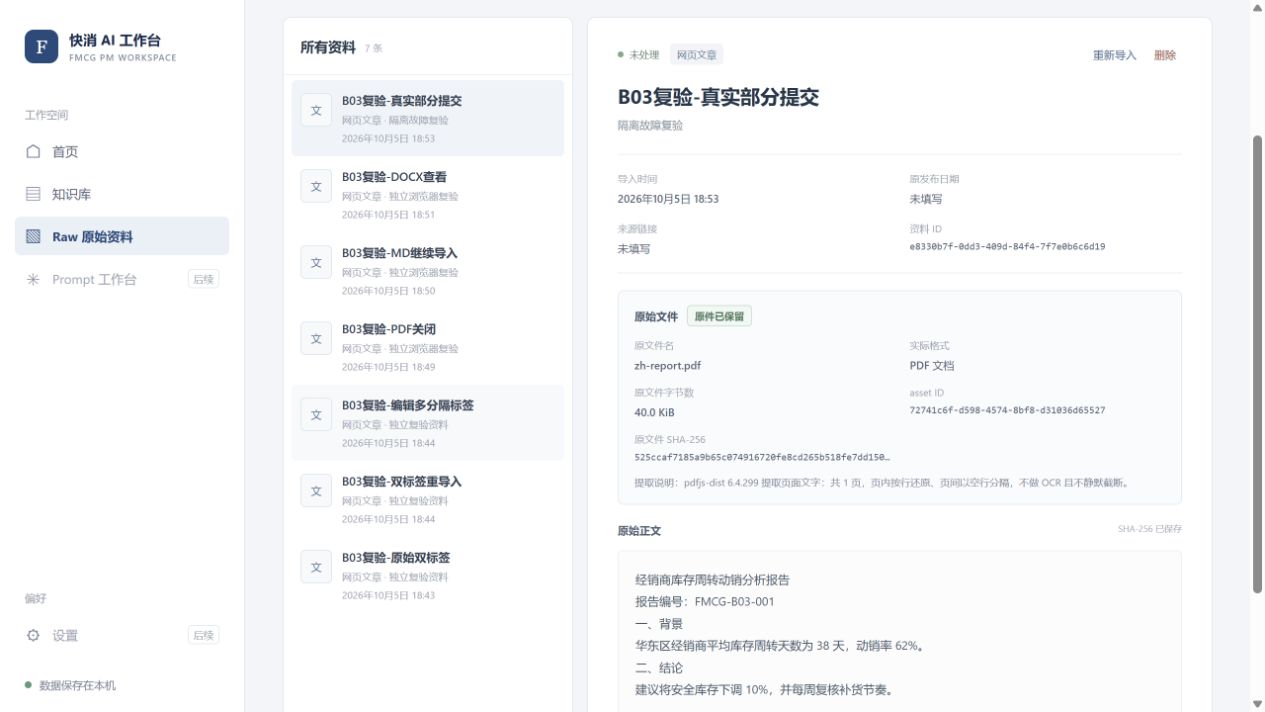 F
快消 AI 工作台
FMCG PM WORKSPACE
工作空间
首页
知识库
Raw 原始资料
Prompt 工作台 后续
偏好
设置 后续
数据保存在本机
所有资料 7 条
文
B03复验-真实部分提交
网页文章 · 隔离故障复验
2026年10月5日 18:53
文
B03复验-DOCX查看
网页文章 · 独立浏览器复验
2026年10月5日 18:51
文
B03复验-MD继续导入
网页文章 · 独立浏览器复验
2026年10月5日 18:50
文
B03复验-PDF关闭
网页文章 · 独立浏览器复验
2026年10月5日 18:49
文
B03复验-编辑多分隔标签
网页文章 · 独立复验资料
2026年10月5日 18:44
文
B03复验-双标签重导入
网页文章 · 独立复验资料
2026年10月5日 18:44
文
B03复验-原始双标签
网页文章 · 独立复验资料
2026年10月5日 18:43
未处理 网页文章 重新导入 删除
B03复验-真实部分提交
隔离故障复验
导入时间 原发布日期
2026年10月5日 18:53 未填写
来源链接 资料 ID
未填写 e8330b7f-0dd3-409d-84f4-7f7e0b6c6d19
原始文件 原件已保留
原文件名 实际格式
zh-report.pdf PDF 文档
原文件字节数 asset ID
40.0 KiB 72741c6f-d598-4574-8bf8-d31036d65527
原文件 SHA-256
525ccaf7185a9b65c074916720fe8cd265b518fe7dd150…
提取说明：pdfjs-dist 6.4.299 提取页面文字：共 1 页，页内按行还原、页间以空行分隔，不做 OCR 且不静默截断。
原始正文 SHA-256 已保存
经销商库存周转动销分析报告
报告编号：FMCG-B03-001
一、背景
华东区经销商平均库存周转天数为 38 天，动销率 62%。
二、结论
建议将安全库存下调 10%，并每周复核补货节奏。